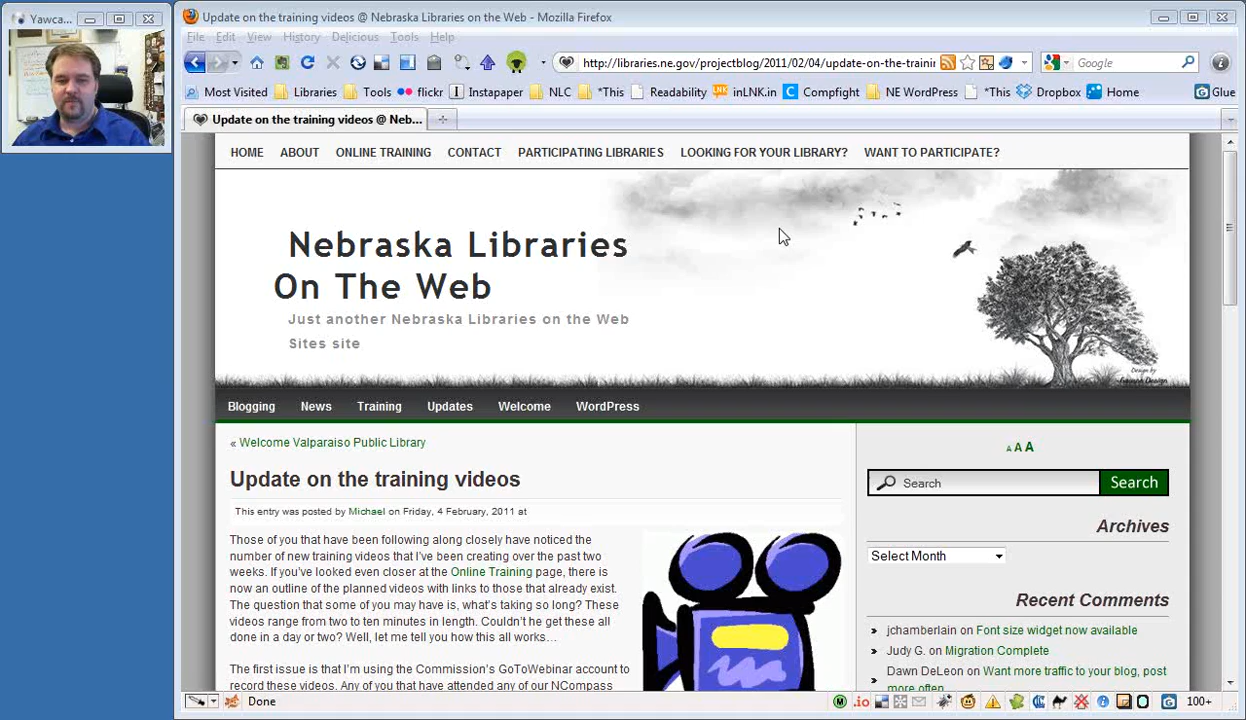 Yawca...
Update on the training videos @ Nebraska Libraries on the Web - Mozilla Firefox
File Edit View History Delicious Tools Help
http://libraries.ne.gov/projectblog/2011/02/04/update-on-the-trainin
Google
Most Visited Libraries Tools flickr Instapaper NLC *This Readability inLNK.in Compfight NE WordPress *This Dropbox Home Glue
Update on the training videos @ Neb...
HOME ABOUT ONLINE TRAINING CONTACT PARTICIPATING LIBRARIES LOOKING FOR YOUR LIBRARY? WANT TO PARTICIPATE?
Nebraska Libraries
On The Web
Just another Nebraska Libraries on the Web
Sites site
Design by
Blogging News Training Updates Welcome WordPress
« Welcome Valparaiso Public Library
A A A
Update on the training videos
Search Search
This entry was posted by Michael on Friday, 4 February, 2011 at
Archives
Select Month
Those of you that have been following along closely have noticed the
number of new training videos that I've been creating over the past two
weeks. If you've looked even closer at the Online Training page, there is
now an outline of the planned videos with links to those that already exist.
The question that some of you may have is, what's taking so long? These
videos range from two to ten minutes in length. Couldn't he get these all
done in a day or two? Well, let me tell you how this all works...
The first issue is that I'm using the Commission's GoToWebinar account to
record these videos. Any of you that have attended any of our NCompass
Recent Comments
jchamberlain on Font size widget now available
Judy G. on Migration Complete
Dawn DeLeon on Want more traffic to your blog, post
more often
Done
.io
100+